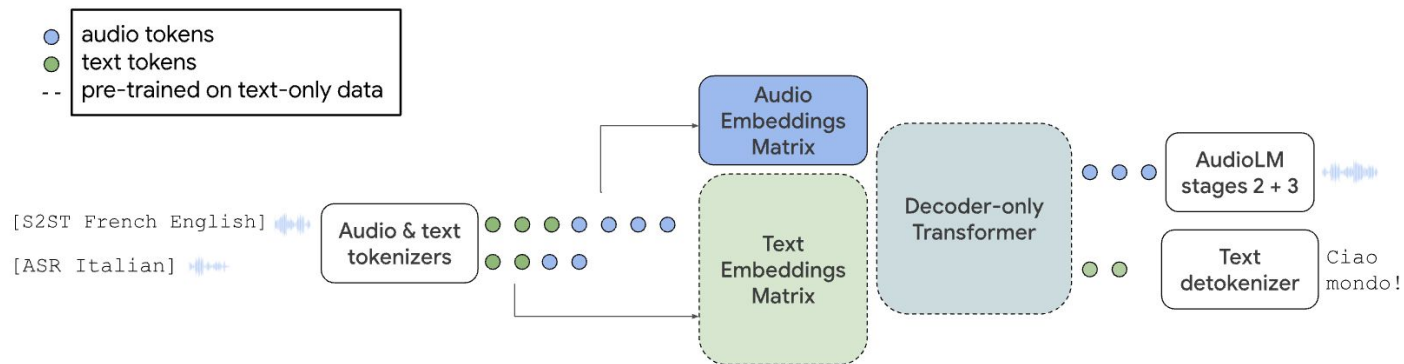 audio tokens
text tokens
-- pre-trained on text-only data
[S2ST French English]
[ASR Italian]
Audio & text
tokenizers
Audio
Embeddings
Matrix
Text
Embeddings
Matrix
Decoder-only
Transformer
AudioLM
stages 2 + 3
Text
detokenizer
Ciao
mondo!